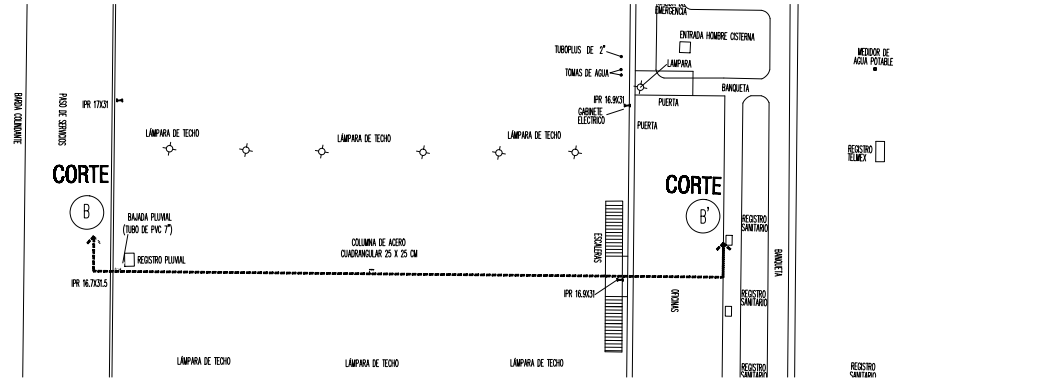 EMERGENCIA
ENTRADA HOMBRE CISTERNA
TUBOPLUS DE 2"
LAMPARA
TOMAS DE AGUA
MEDIDOR DE
AGUA POTABLE
BANQUETA
IPR 17X31
IPR 16.9X31
PUERTA
GABINETE
ELÉCTRICO
PUERTA
BARDA COLINDANTE
PASO DE SERVICIOS
LÁMPARA DE TECHO
LÁMPARA DE TECHO
LÁMPARA DE TECHO
REGISTRO
TELMEX
CORTE
B
CORTE
B'
BAJADA PLUVIAL
(TUBO DE PVC 7")
REGISTRO PLUVIAL
COLUMNA DE ACERO
CUADRANGULAR 25 X 25 CM
ESCALERAS
REGISTRO
SANITARIO
BANQUETA
IPR 16.7X31.5
IPR 16.9X31
OFICINAS
REGISTRO
SANITARIO
LÁMPARA DE TECHO
LÁMPARA DE TECHO
LÁMPARA DE TECHO
REGISTRO
SANITARIO
REGISTRO
SANITARIO